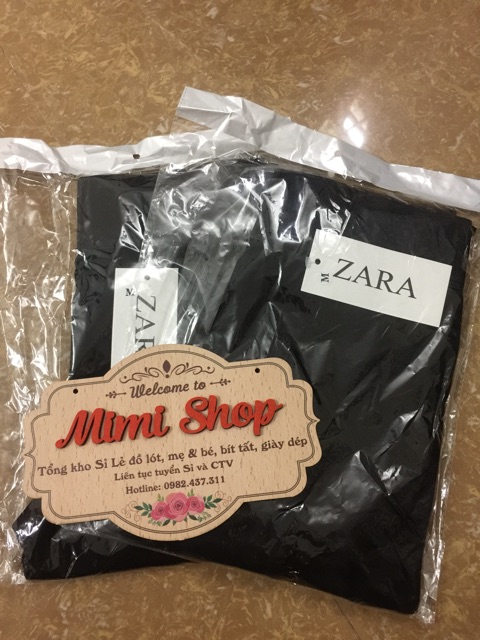 ZARA
M
ZAR
M
Welcome to
Mimi Shop
Tổng kho Sỉ Lẻ đồ lót, mẹ & bé, bít tất, giày dép
Liên tục tuyển Sỉ và CTV
Hotline: 0982.437.311